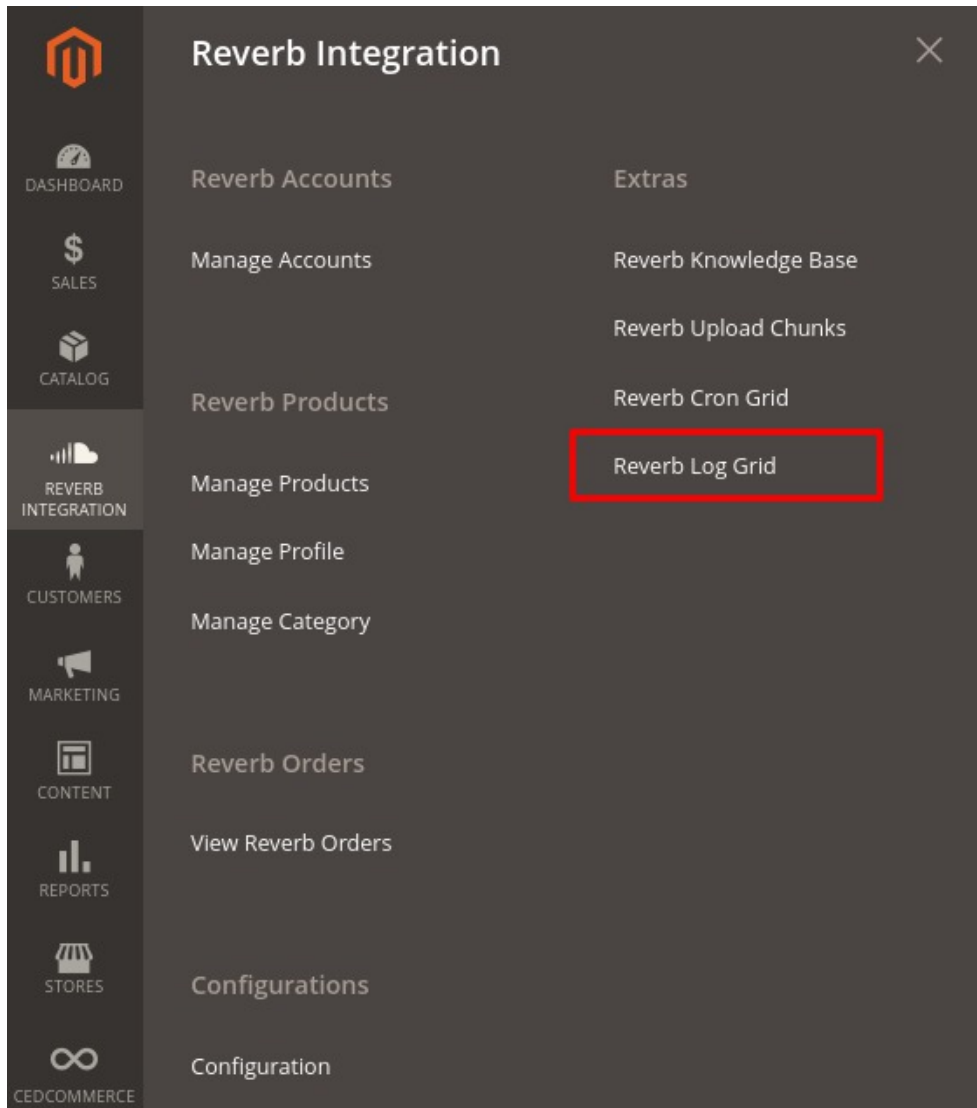 Reverb Integration
DASHBOARD
SALES
CATALOG
REVERB
INTEGRATION
CUSTOMERS
MARKETING
CONTENT
REPORTS
STORES
CEDCOMMERCE
Reverb Accounts
Manage Accounts
Reverb Products
Manage Products
Manage Profile
Manage Category
Reverb Orders
View Reverb Orders
Configurations
Configuration
Extras
Reverb Knowledge Base
Reverb Upload Chunks
Reverb Cron Grid
Reverb Log Grid